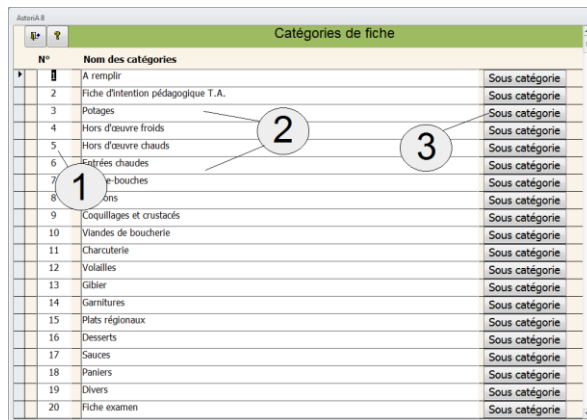 AstoriA 8
Catégories de fiche
N° Nom des catégories
1 A remplir Sous catégorie
2 Fiche d'intention pédagogique T.A. Sous catégorie
3 Potages Sous catégorie
4 Hors d'œuvre froids Sous catégorie
5 Hors d'œuvre chauds Sous catégorie
6 Entrées chaudes Sous catégorie
7 e-bouches Sous catégorie
8 ons Sous catégorie
9 Coquillages et crustacés Sous catégorie
10 Viandes de boucherie Sous catégorie
11 Charcuterie Sous catégorie
12 Volailles Sous catégorie
13 Gibier Sous catégorie
14 Garnitures Sous catégorie
15 Plats régionaux Sous catégorie
16 Desserts Sous catégorie
17 Sauces Sous catégorie
18 Paniers Sous catégorie
19 Divers Sous catégorie
20 Fiche examen Sous catégorie
1
2
3